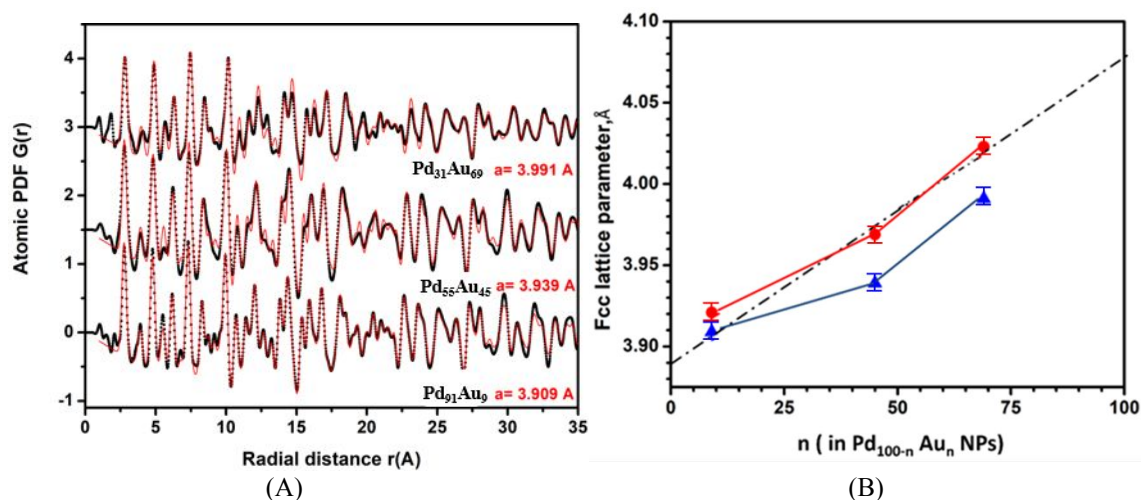 Atomic PDF G(r)
4
3
2
1
0
-1
Pd31Au69 a= 3.991 A
Pd55Au45 a= 3.939 A
Pd91Au9 a= 3.909 A
0 5 10 15 20 25 30 35
Radial distance r(A)
(A)
B
Fcc lattice parameter,Å
4.10
4.05
4.00
3.95
3.90
0 25 50 75 100
n ( in Pd100-n Aun NPs)
(B)